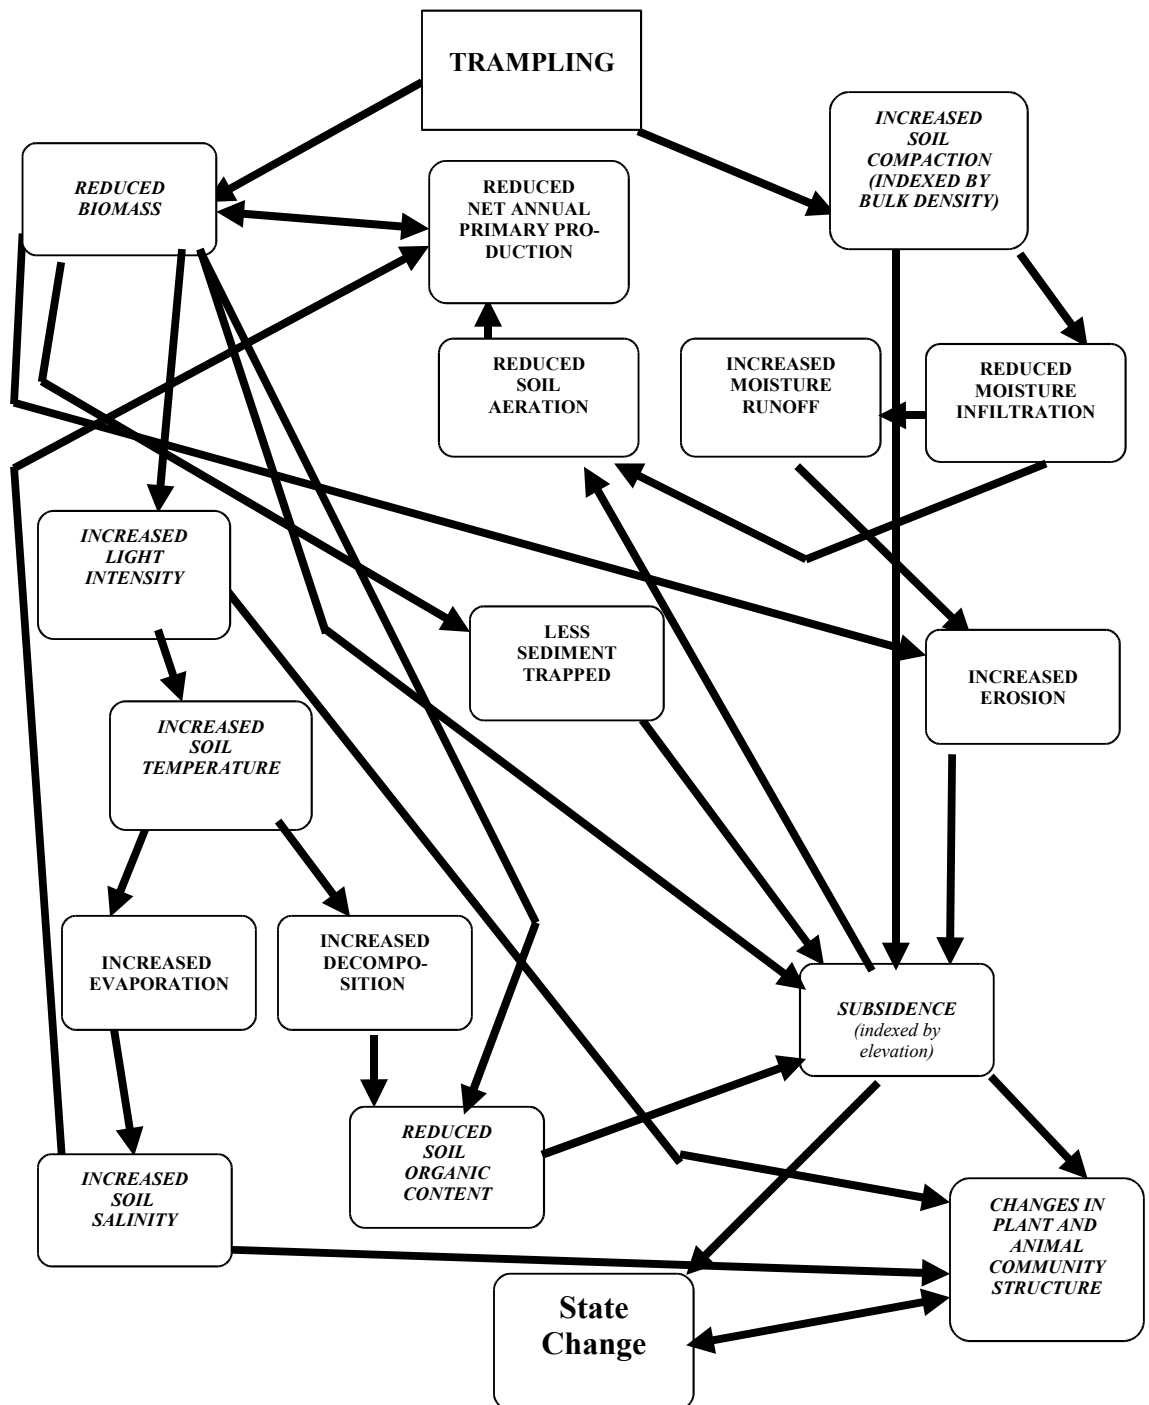 TRAMPLING
INCREASED
SOIL
COMPACTION
(INDEXED BY
BULK DENSITY)
REDUCED
BIOMASS
REDUCED
NET ANNUAL
PRIMARY PRO-
DUCTION
REDUCED
SOIL
AERATION
INCREASED
MOISTURE
RUNOFF
REDUCED
MOISTURE
INFILTRATION
INCREASED
LIGHT
INTENSITY
LESS
SEDIMENT
TRAPPED
INCREASED
EROSION
INCREASED
SOIL
TEMPERATURE
INCREASED
EVAPORATION
INCREASED
DECOMPO-
SITION
SUBSIDENCE
(indexed by
elevation)
REDUCED
SOIL
ORGANIC
CONTENT
INCREASED
SOIL
SALINITY
CHANGES IN
PLANT AND
ANIMAL
COMMUNITY
STRUCTURE
State
Change